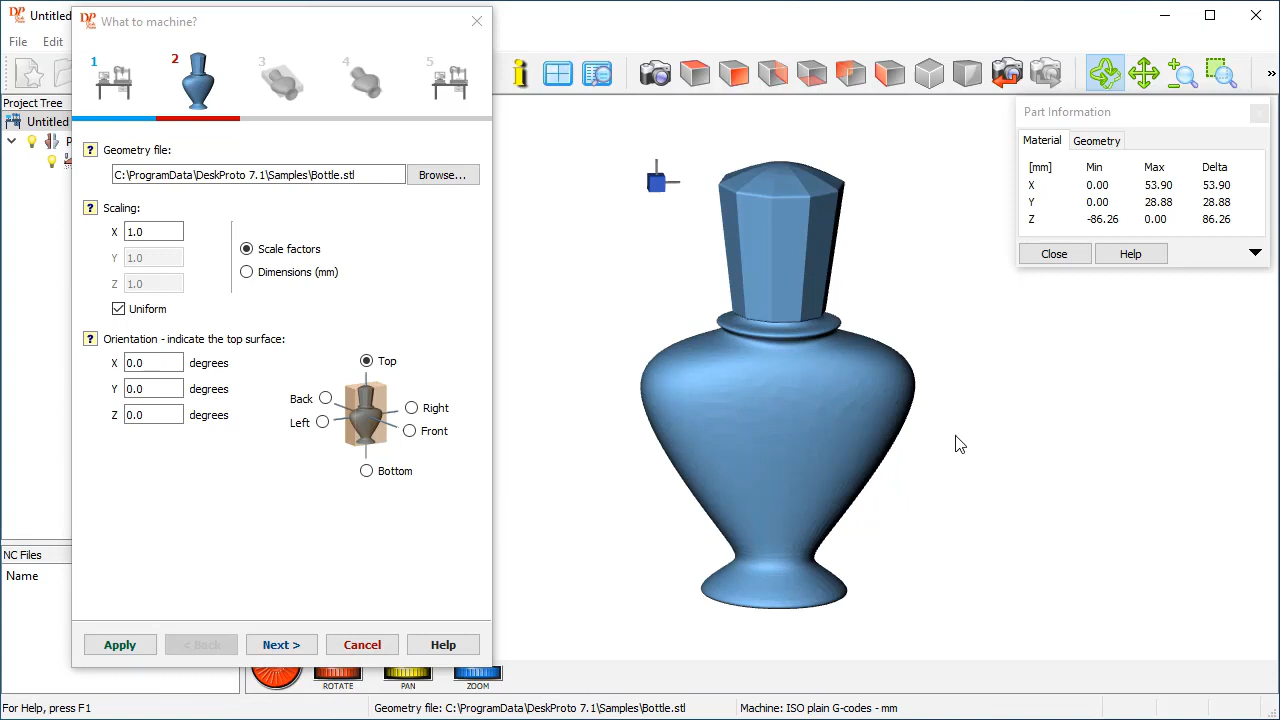 Untitled
File Edit
Project Tree
Untitled
P
What to machine?
1 2 3 4 5
Geometry file:
C:\ProgramData\DeskProto 7.1\Samples\Bottle.stl
Browse...
Scaling:
X 1.0
Y 1.0
Z 1.0
Scale factors
Dimensions (mm)
Uniform
Orientation - indicate the top surface:
X 0.0 degrees
Y 0.0 degrees
Z 0.0 degrees
Top
Back
Left
Right
Front
Bottom
Apply < Back Next > Cancel Help
Part Information
Material Geometry
[mm] Min Max Delta
X 0.00 53.90 53.90
Y 0.00 28.88 28.88
Z -86.26 0.00 86.26
Close Help
NC Files
Name
ROTATE PAN ZOOM
For Help, press F1
Geometry file: C:\ProgramData\DeskProto 7.1\Samples\Bottle.stl
Machine: ISO plain G-codes - mm